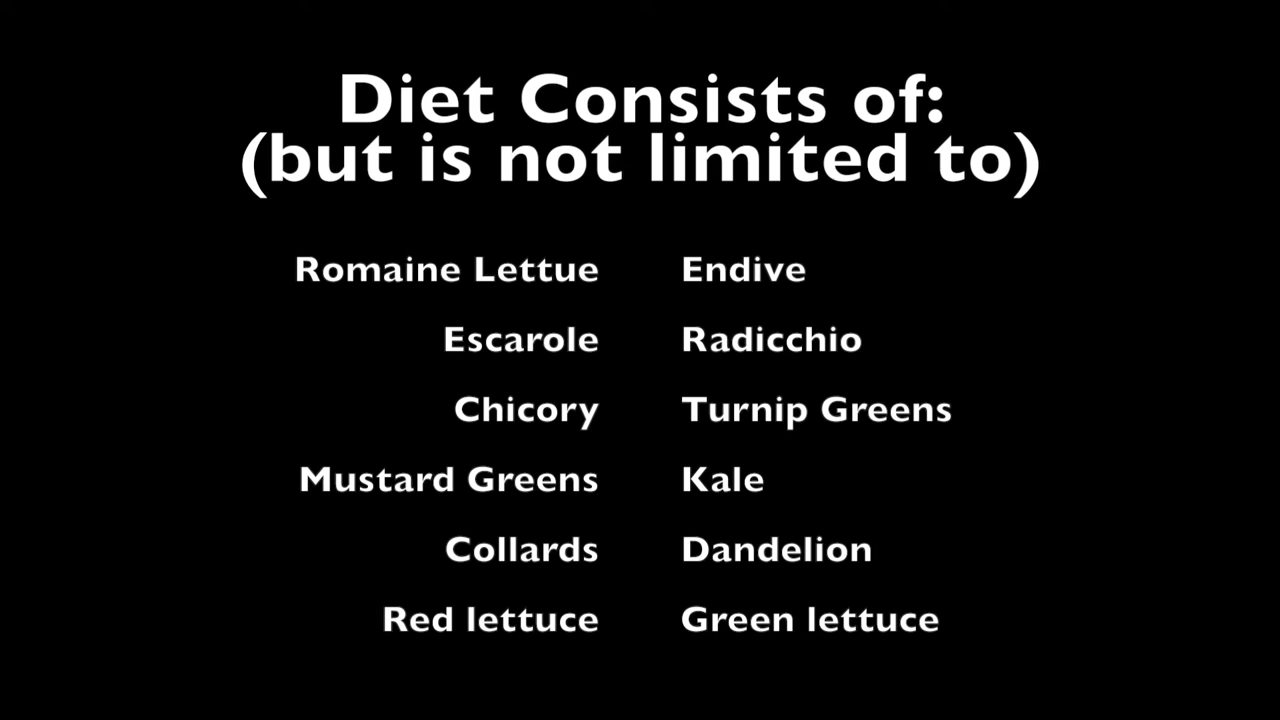 Diet Consists of:
(but is not limited to)
Romaine Lettue Endive
Escarole Radicchio
Chicory Turnip Greens
Mustard Greens Kale
Collards Dandelion
Red lettuce Green lettuce